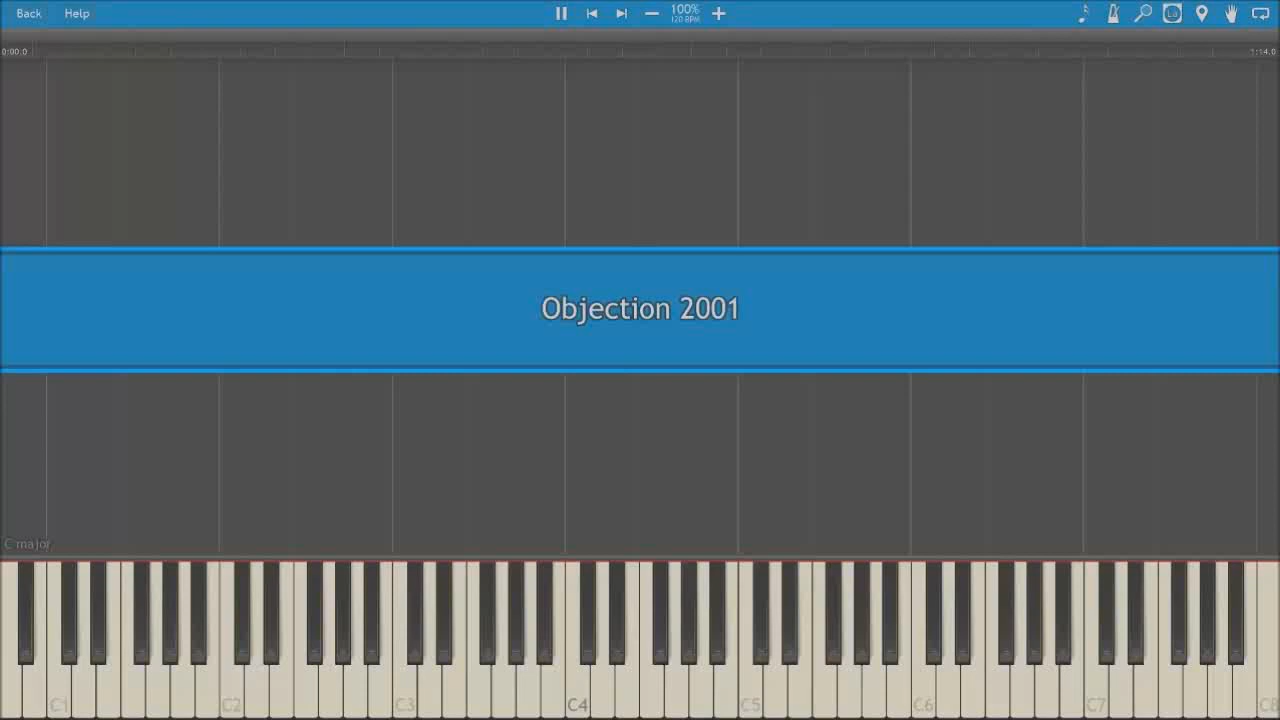 Back Help
100%
120 BPM
La
0:00.0 1:14.0
Objection 2001
C major
C1 C2 C3 C4 C5 C6 C7 C8